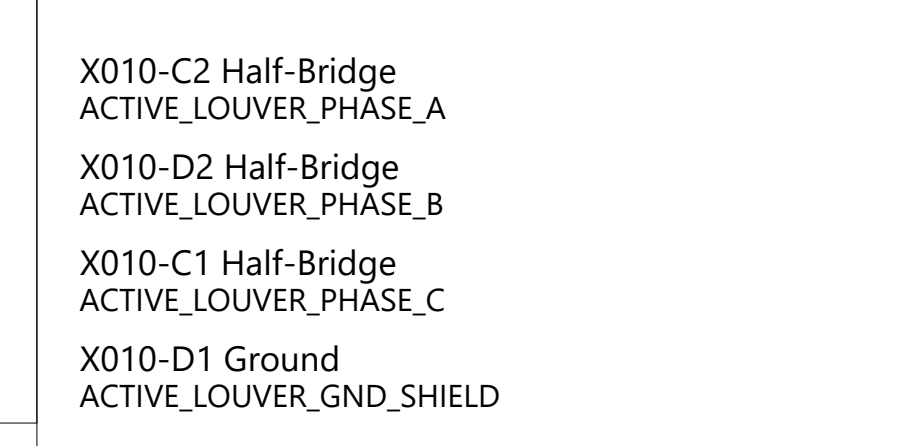 X010-C2 Half-Bridge
ACTIVE_LOUVER_PHASE_A
X010-D2 Half-Bridge
ACTIVE_LOUVER_PHASE_B
X010-C1 Half-Bridge
ACTIVE_LOUVER_PHASE_C
X010-D1 Ground
ACTIVE_LOUVER_GND_SHIELD